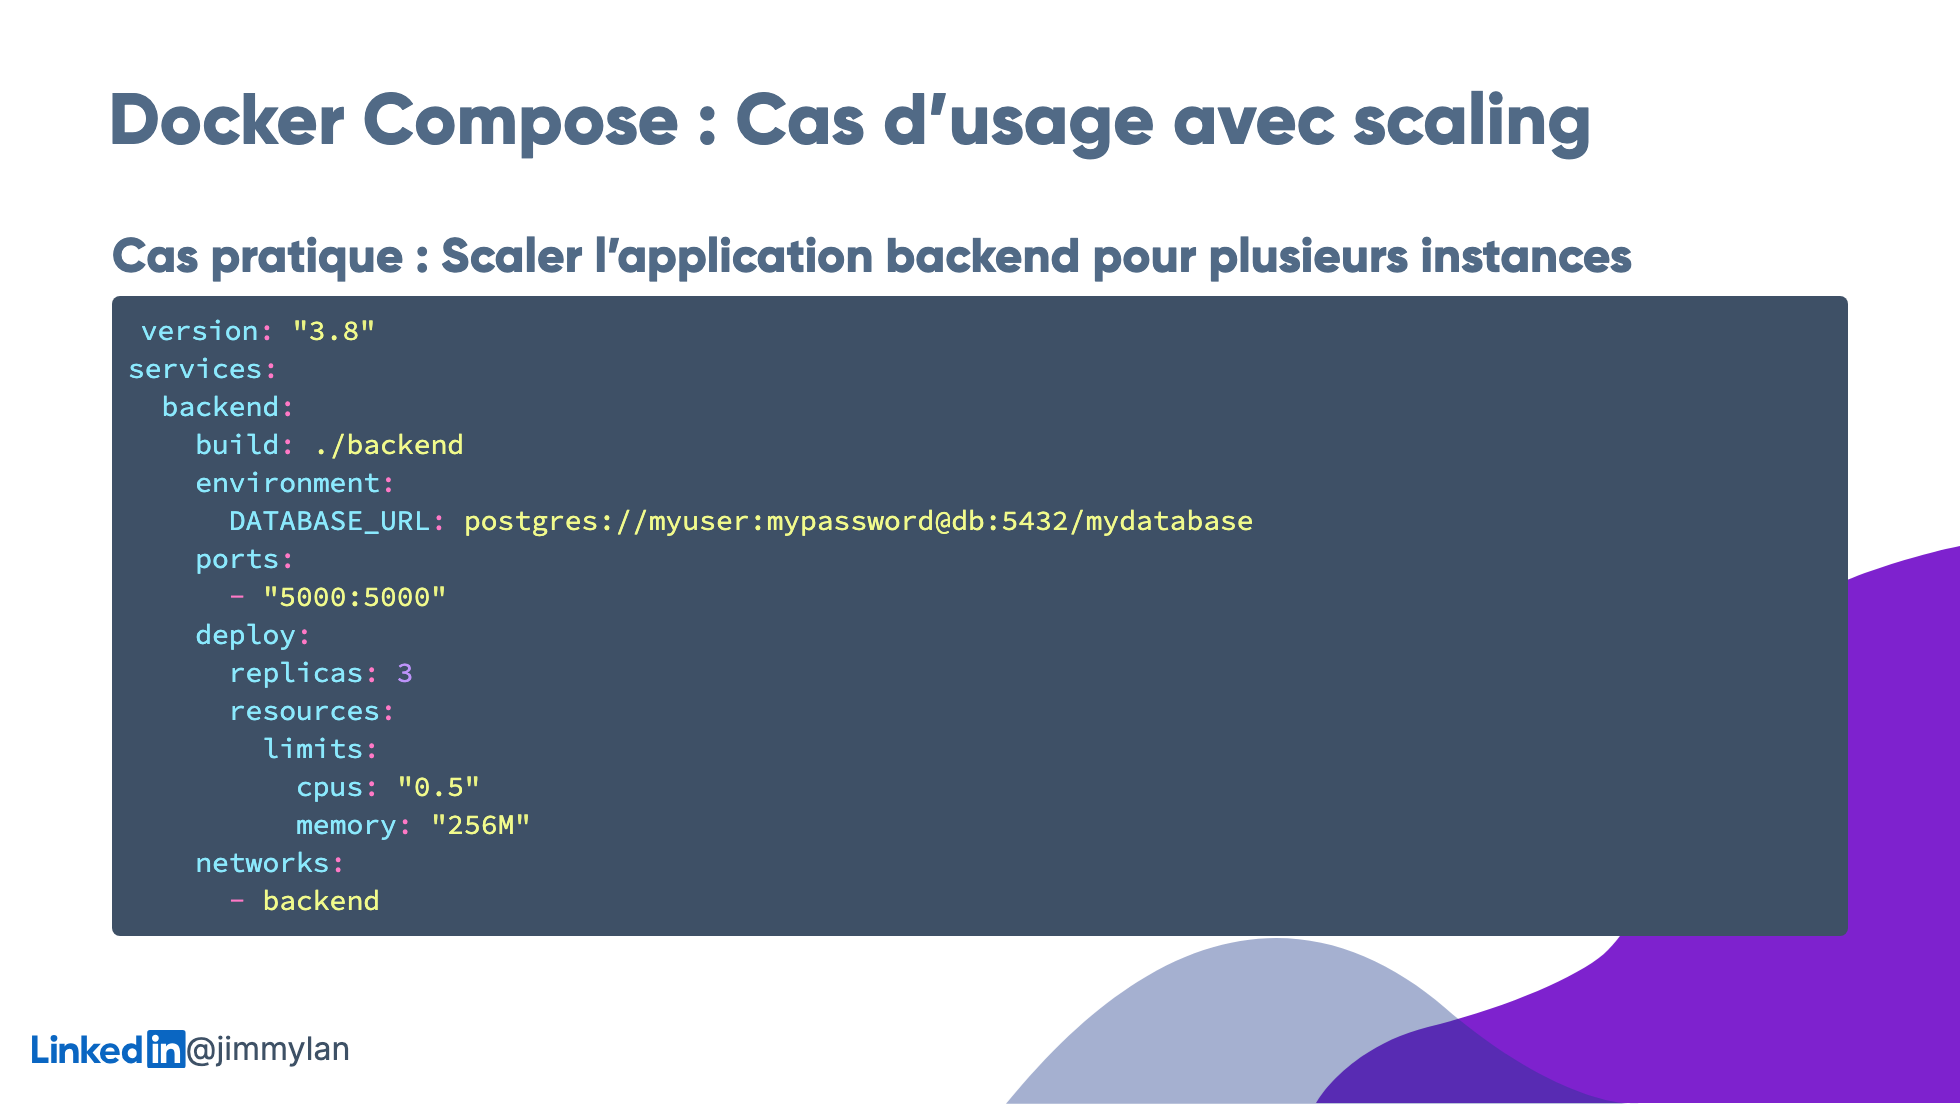 Docker Compose : Cas d’usage avec scaling
Cas pratique : Scaler l’application backend pour plusieurs instances
version: "3.8"
services:
  backend:
    build: ./backend
    environment:
      DATABASE_URL: postgres://myuser:mypassword@db:5432/mydatabase
    ports:
      - "5000:5000"
    deploy:
      replicas: 3
      resources:
        limits:
          cpus: "0.5"
          memory: "256M"
    networks:
      - backend
Linkedin@jimmylan